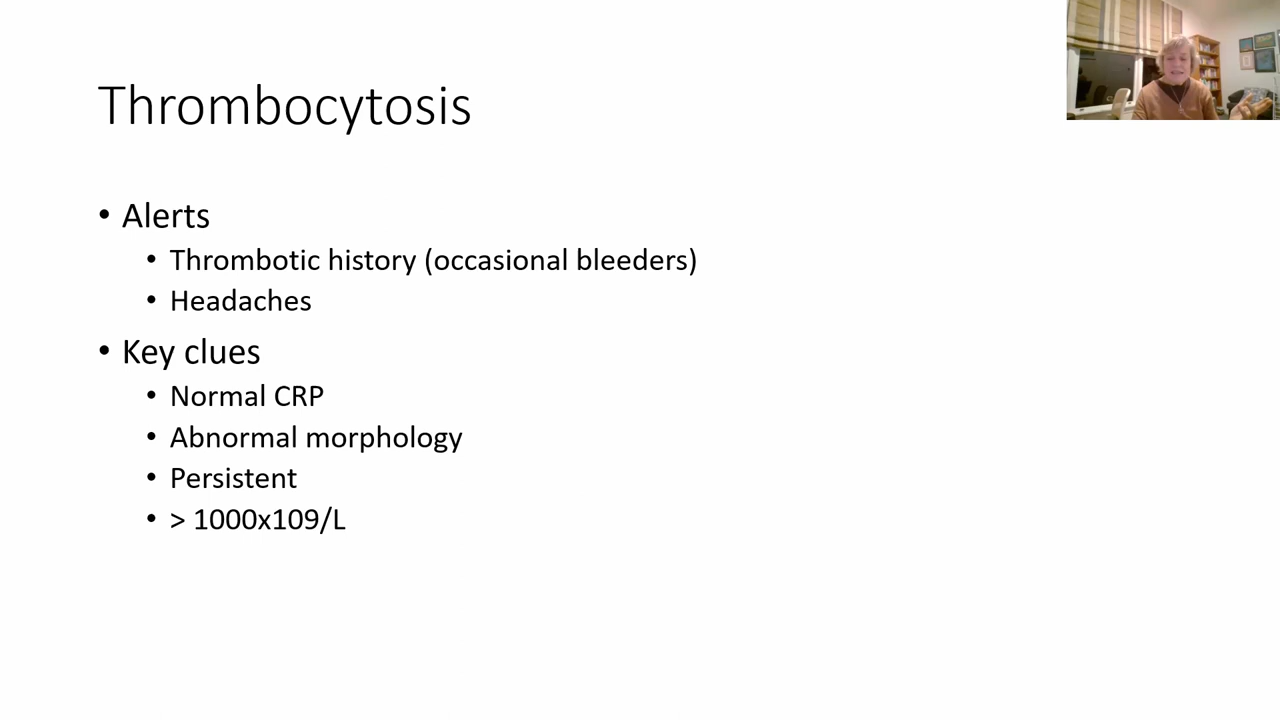 Thrombocytosis
• Alerts
• Thrombotic history (occasional bleeders)
• Headaches
• Key clues
• Normal CRP
• Abnormal morphology
• Persistent
• > 1000x109/L